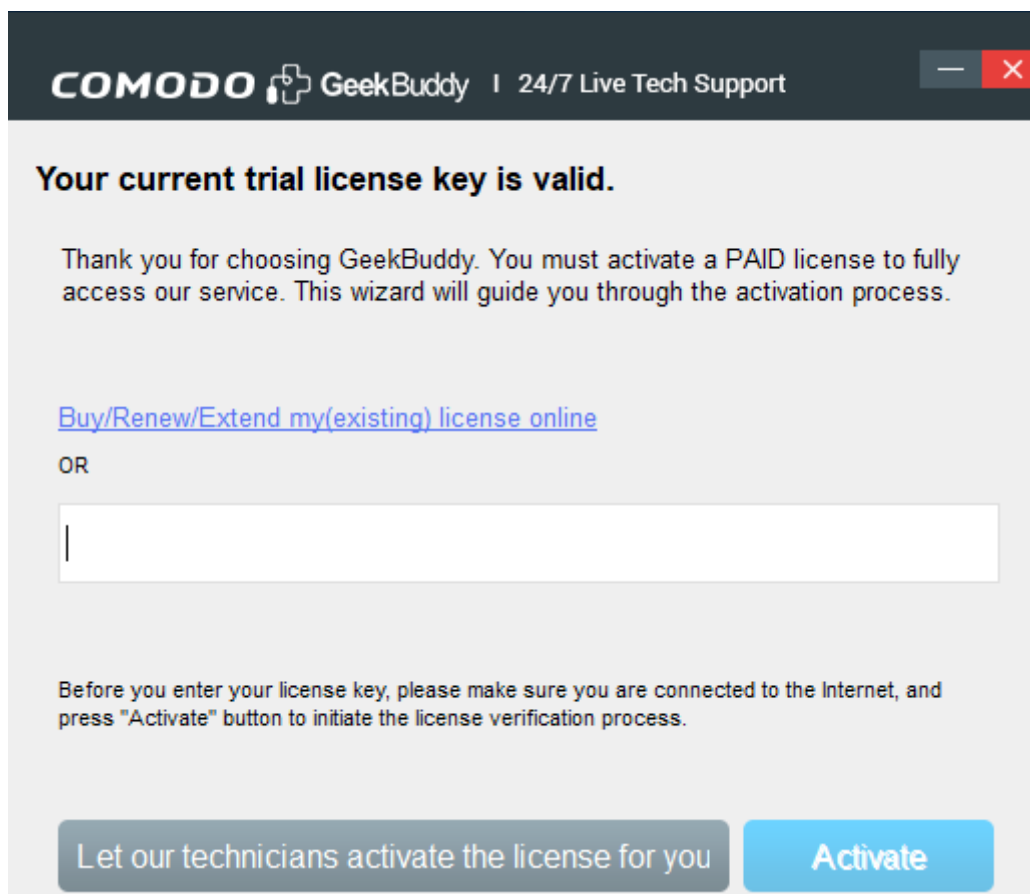 COMODO GeekBuddy | 24/7 Live Tech Support
Your current trial license key is valid.
Thank you for choosing GeekBuddy. You must activate a PAID license to fully
access our service. This wizard will guide you through the activation process.
Buy/Renew/Extend my(existing) license online
OR
Before you enter your license key, please make sure you are connected to the Internet, and
press "Activate" button to initiate the license verification process.
Let our technicians activate the license for you
Activate